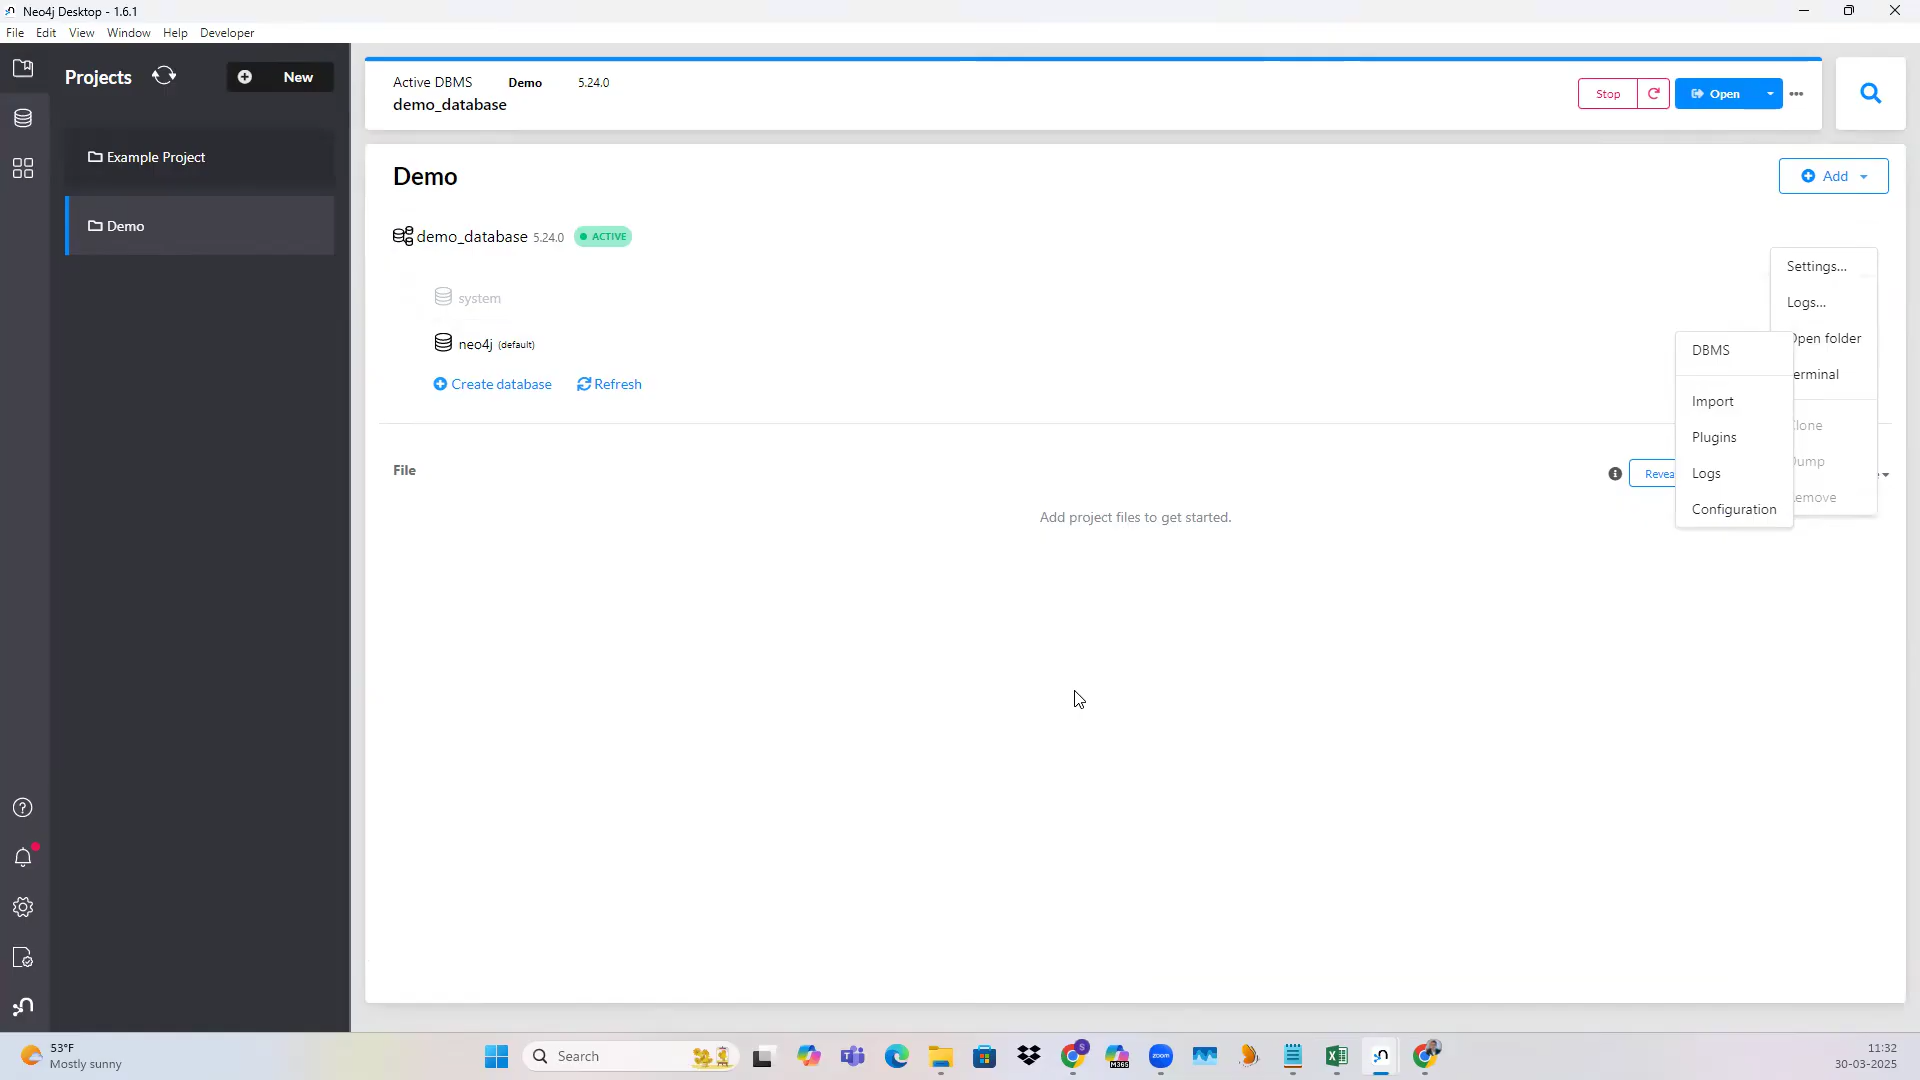 Neo4j Desktop - 1.6.1
File Edit View Window Help Developer
Projects
New
Example Project
Demo
Active DBMS Demo 5.24.0
demo_database
Stop
Open
Demo
Add
demo_database 5.24.0 ACTIVE
system
neo4j (default)
Create database Refresh
Settings...
Logs...
Open folder
erminal
lone
ump
emove
DBMS
Import
Plugins
Logs
Configuration
File
Revea
Add project files to get started.
53°F
Mostly sunny
Search
M365
zoom
S
11:32
30-03-2025